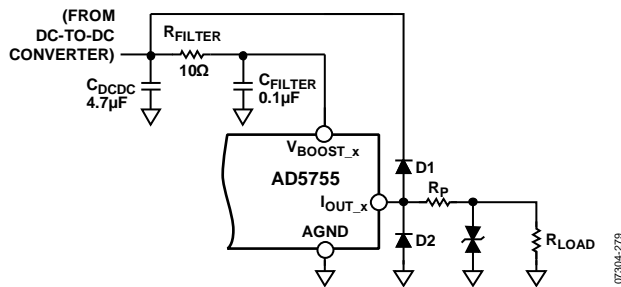 (FROM
DC-TO-DC
CONVERTER)
RFILTER
10Ω
CDCDC
4.7µF
CFILTER
0.1µF
VBOOST_x
AD5755
IOUT_x
AGND
D1
RP
D2
RLOAD
07304-279